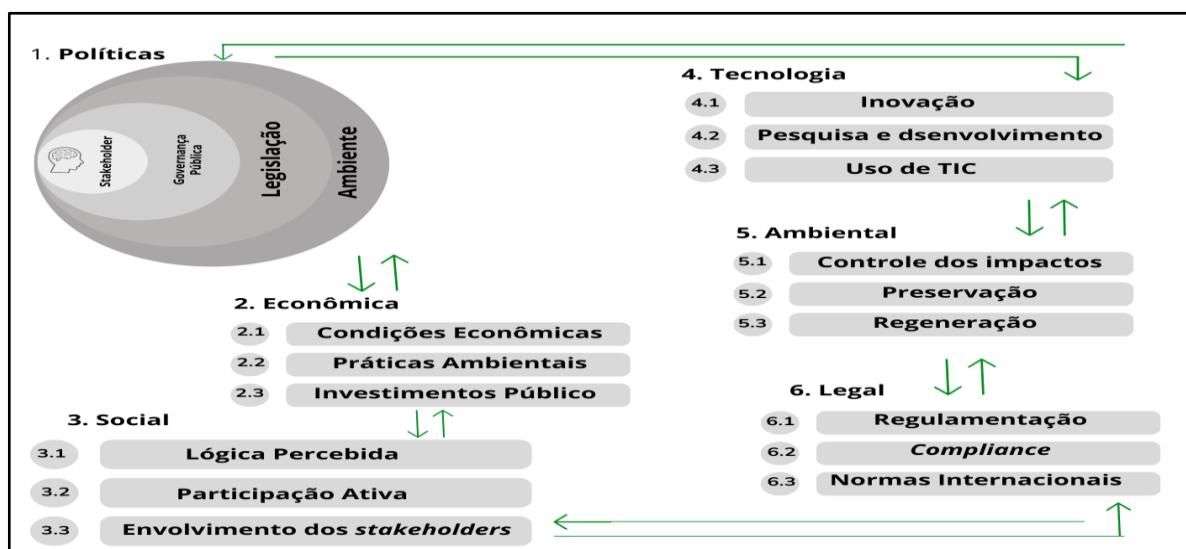 1. Políticas
Stakeholder
Governança
Pública
Legislação
Ambiente
2. Econômica
2.1 Condições Econômicas
2.2 Práticas Ambientais
2.3 Investimentos Público
3. Social
3.1 Lógica Percebida
3.2 Participação Ativa
3.3 Envolvimento dos stakeholders
4. Tecnologia
4.1 Inovação
4.2 Pesquisa e dsenvolvimento
4.3 Uso de TIC
5. Ambiental
5.1 Controle dos impactos
5.2 Preservação
5.3 Regeneração
6. Legal
6.1 Regulamentação
6.2 Compliance
6.3 Normas Internacionais